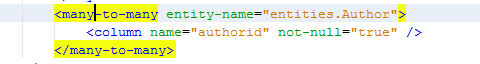 <many-to-many entity-name="entities.Author">
<column name="authorid" not-null="true" />
</many-to-many>